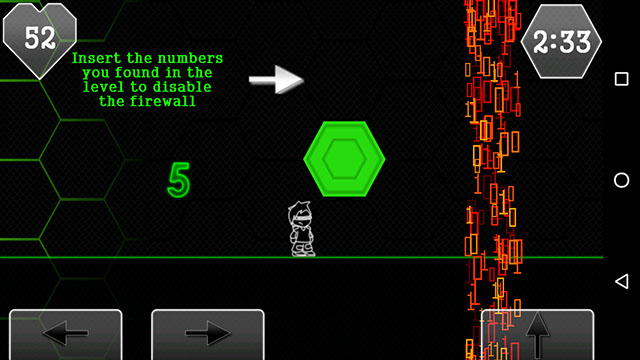 52
Insert the numbers
you found in the
level to disable
the firewall
2:33
5